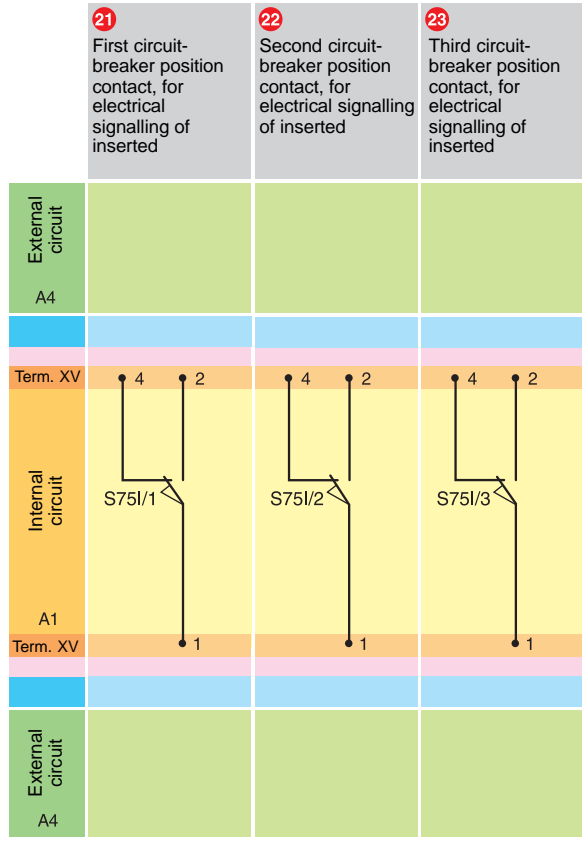 21
First circuit-
breaker position
contact, for
electrical
signalling of
inserted
22
Second circuit-
breaker position
contact, for
electrical signalling
of inserted
23
Third circuit-
breaker position
contact, for
electrical
signalling of
inserted
External
circuit
A4
Term. XV
4 2
4 2
4 2
Internal
circuit
S75I/1
S75I/2
S75I/3
A1
Term. XV
1
1
1
External
circuit
A4